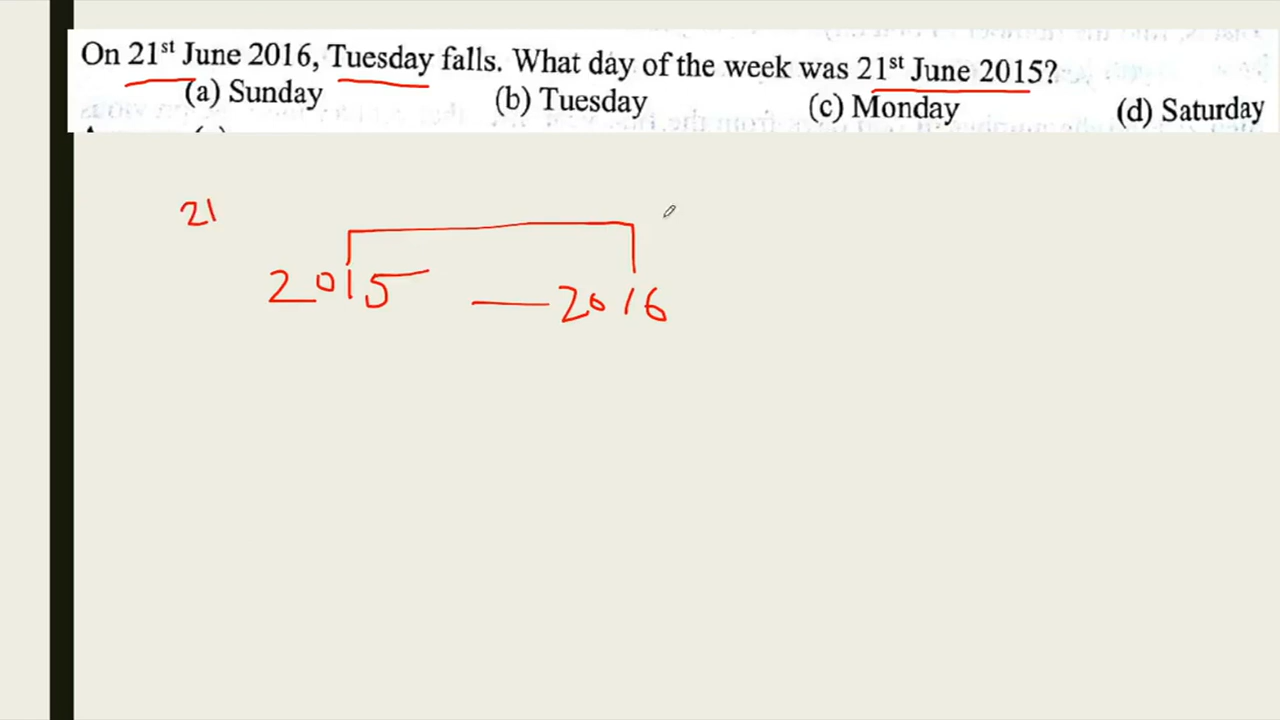 On 21st June 2016, Tuesday falls. What day of the week was 21st June 2015?
(a) Sunday (b) Tuesday (c) Monday (d) Saturday
21
2015 — 2016